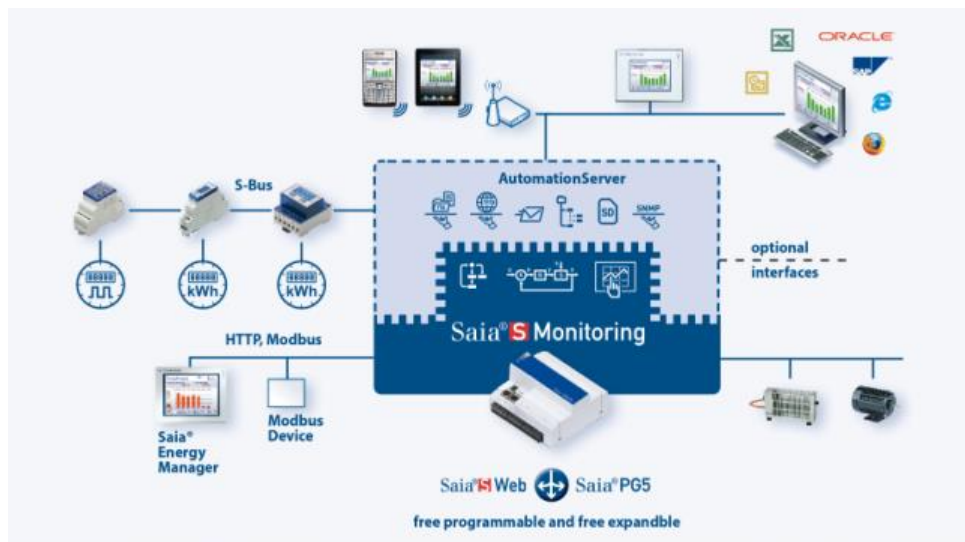 ORACLE
SAP
AutomationServer
S-Bus
SD
SNMP
optional
interfaces
kWh
kWh
Saia® S Monitoring
HTTP, Modbus
Saia®
Energy
Manager
Modbus
Device
Saia® S Web Saia® PG5
free programmable and free expandble